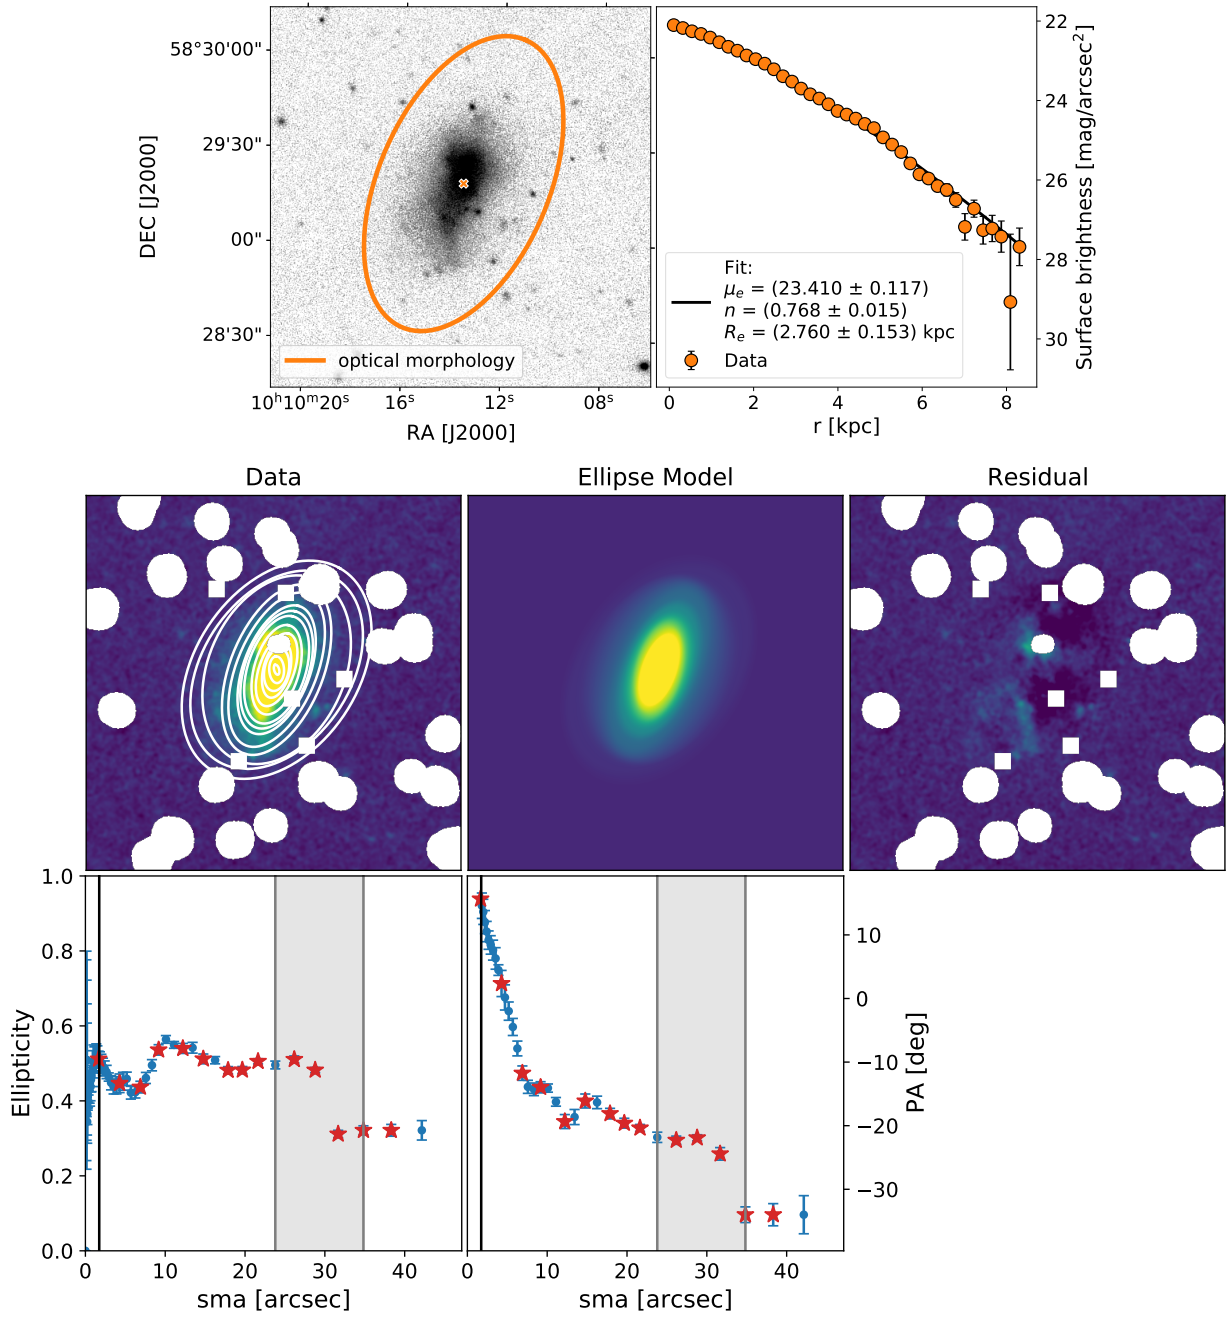 58°30'00"
29'30"
00"
28'30"
DEC [J2000]
optical morphology
10ʰ10ᵐ20ˢ 16ˢ 12ˢ 08ˢ
RA [J2000]
22
24
26
28
30
Surface brightness [mag/arcsec²]
Fit:
μₑ = (23.410 ± 0.117)
n = (0.768 ± 0.015)
Rₑ = (2.760 ± 0.153) kpc
Data
0 2 4 6 8
r [kpc]
Data
Ellipse Model
Residual
1.0
0.8
0.6
0.4
0.2
0.0
Ellipticity
0 10 20 30 40
sma [arcsec]
10
0
−10
−20
−30
PA [deg]
0 10 20 30 40
sma [arcsec]